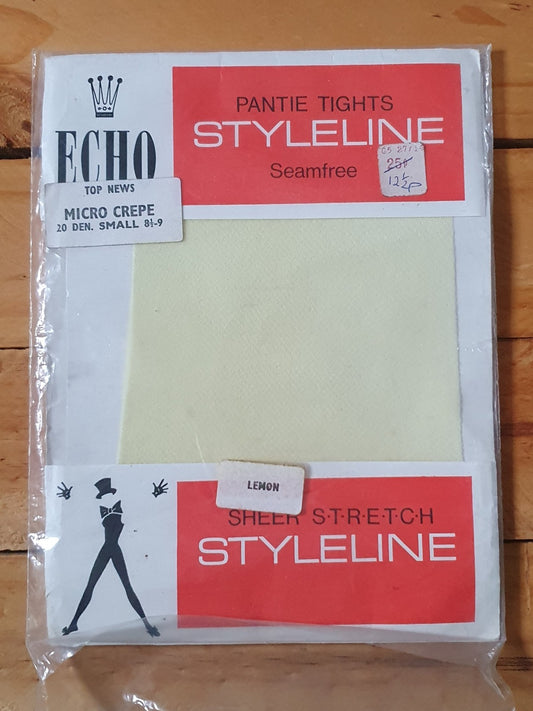 ECHO
PANTIE TIGHTS
STYLELINE
Seamfree
25p
12½p
TOP NEWS
MICRO CREPE
20 DEN. SMALL 8½-9
LEMON
SHEER S·T·R·E·T·C·H
STYLELINE